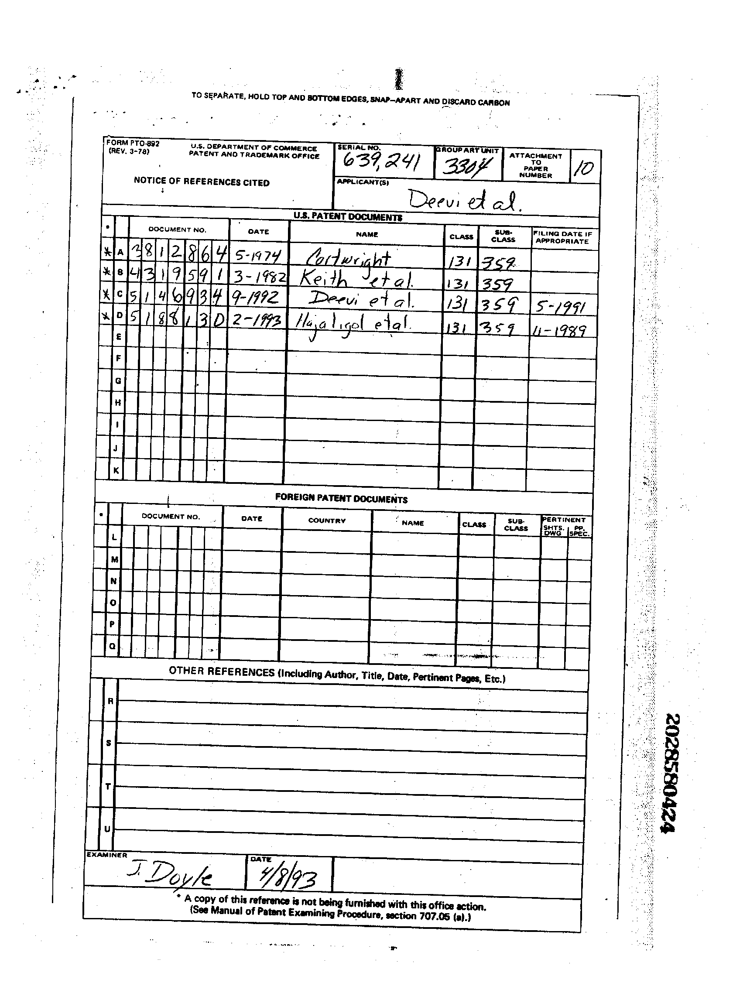 TO SEPARATE, HOLD TOP AND BOTTOM EDGES, SNAP-APART AND DISCARD CARBON
FORM PTO-892 U.S. DEPARTMENT OF COMMERCE SERIAL NO. GROUP ART UNIT ATTACHMENT
(REV. 3-78) PATENT AND TRADEMARK OFFICE 639,241 3304 TO PAPER NUMBER 10
NOTICE OF REFERENCES CITED APPLICANT(S)
Deevi et al.
U.S. PATENT DOCUMENTS
* DOCUMENT NO. DATE NAME CLASS SUB-CLASS FILING DATE IF APPROPRIATE
* A 3812864 5-1974 Cartwright 131 359
* B 4319591 3-1982 Keith et al. 131 359
* C 5146934 9-1992 Deevi et al. 131 359 5-1991
* D 5188130 2-1993 Hajaligol et al. 131 359 11-1989
E
F
G
H
I
J
K
FOREIGN PATENT DOCUMENTS
* DOCUMENT NO. DATE COUNTRY NAME CLASS SUB-CLASS PERTINENT SHTS. DWG PP. SPEC.
L
M
N
O
P
Q
OTHER REFERENCES (Including Author, Title, Date, Pertinent Pages, Etc.)
R
S
T
U
EXAMINER DATE
J. Doyle 4/8/93
* A copy of this reference is not being furnished with this office action.
(See Manual of Patent Examining Procedure, section 707.05 (a).)
2028580424